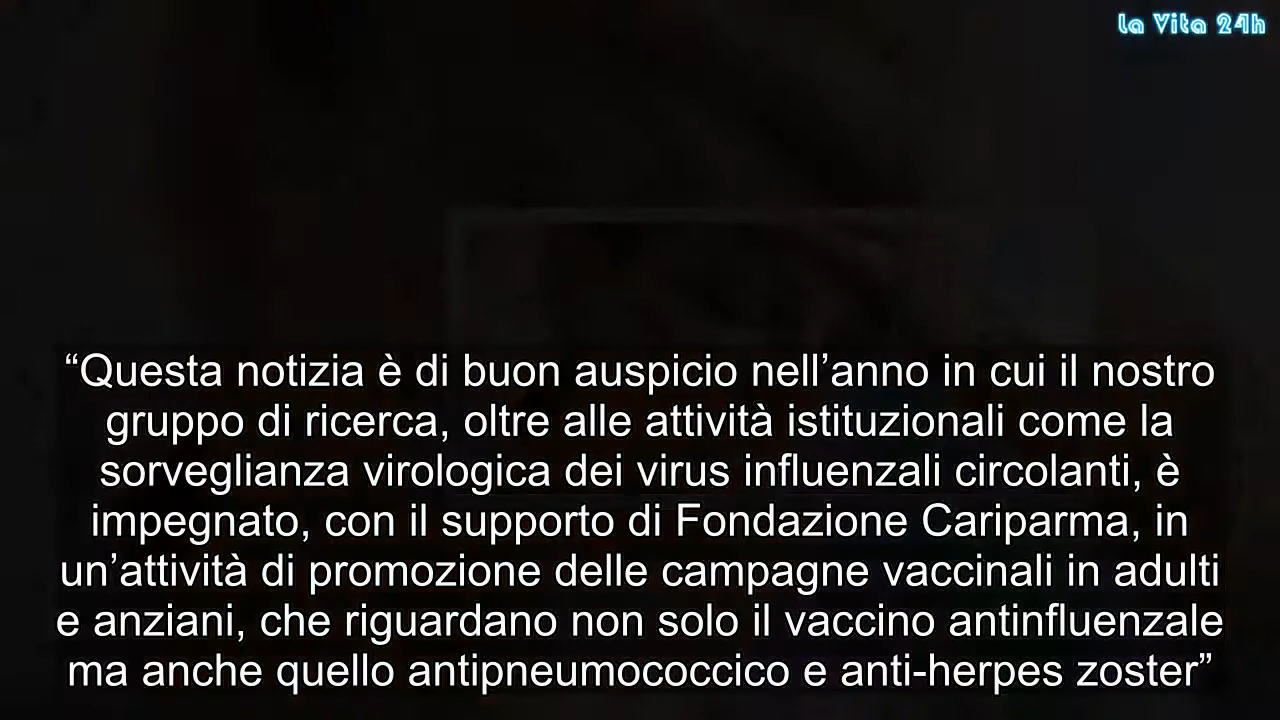 la Vita 24h
“Questa notizia è di buon auspicio nell’anno in cui il nostro
gruppo di ricerca, oltre alle attività istituzionali come la
sorveglianza virologica dei virus influenzali circolanti, è
impegnato, con il supporto di Fondazione Cariparma, in
un’attività di promozione delle campagne vaccinali in adulti
e anziani, che riguardano non solo il vaccino antinfluenzale
ma anche quello antipneumococcico e anti-herpes zoster”